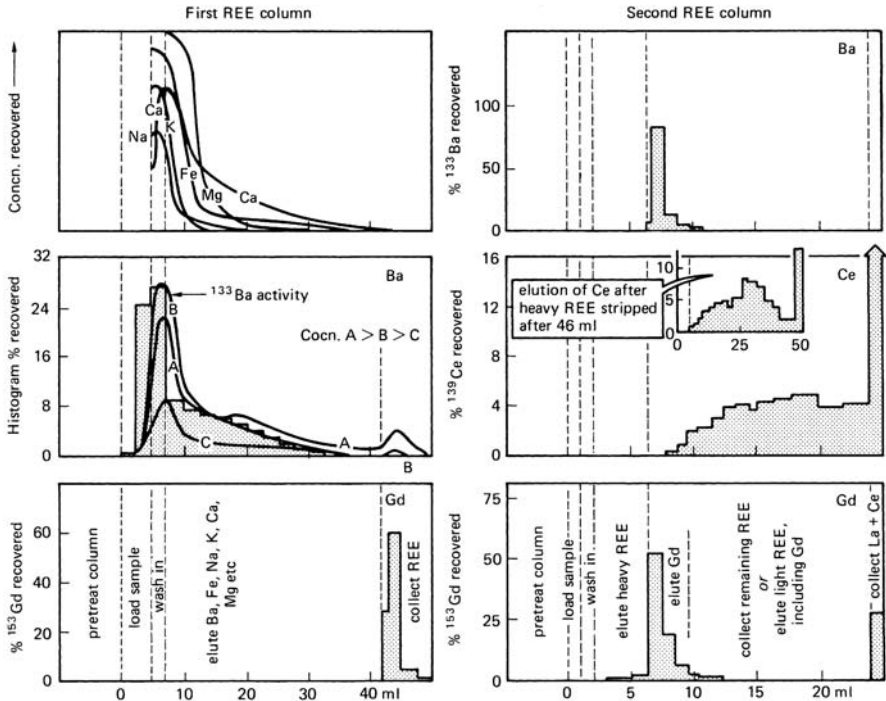 First REE column
Second REE column
Concn. recovered
Ca
Na
K
Fe
Mg
Ca
% ¹³³Ba recovered
100
50
0
Ba
Histogram % recovered
32
24
16
8
0
Ba
¹³³Ba activity
B
A
C
Cocn. A > B > C
A
B
% ¹³⁹Ce recovered
16
12
8
4
0
Ce
elution of Ce after
heavy REE stripped
after 46 ml
10
5
0
0
25
50
% ¹⁵³Gd recovered
60
40
20
0
Gd
pretreat column
load sample
wash in
elute Ba, Fe, Na, K, Ca,
Mg etc
collect REE
0
10
20
30
40 ml
% ¹⁵³Gd recovered
75
50
25
0
Gd
pretreat column
load sample
wash in
elute heavy REE
elute Gd
collect remaining REE
or
elute light REE,
including Gd
collect La + Ce
0
5
10
15
20 ml